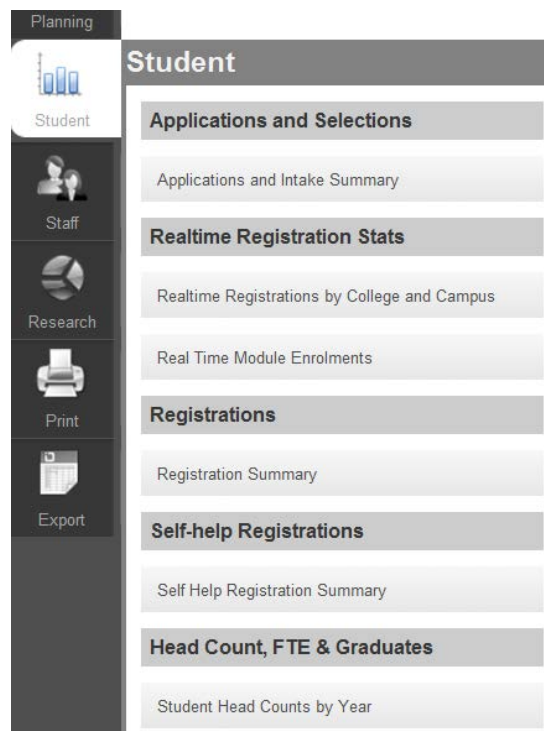 Planning
Student
Staff
Research
Print
Export
Student
Applications and Selections
Applications and Intake Summary
Realtime Registration Stats
Realtime Registrations by College and Campus
Real Time Module Enrolments
Registrations
Registration Summary
Self-help Registrations
Self Help Registration Summary
Head Count, FTE & Graduates
Student Head Counts by Year